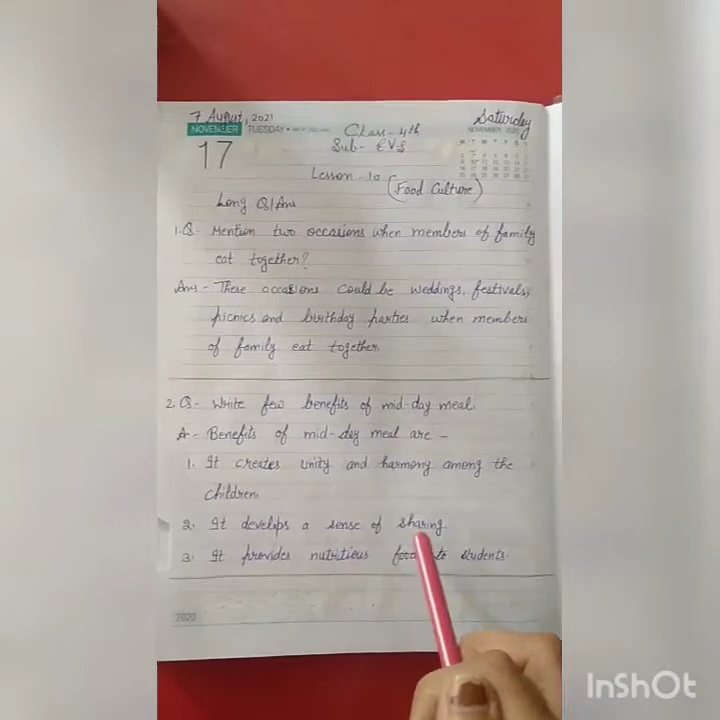 7 August, 2021
Saturday
NOVEMBER TUESDAY
NOVEMBER - 2020
17
Class - 4th
Sub - EVS
Lesson - 10
(Food Culture)
Long Q/Ans
1. Q - Mention two occasions when members of family
eat together?
Ans - These occasions could be weddings, festivals,
picnics and birthday parties when members
of family eat together.
2. Q - Write few benefits of mid-day meal.
A - Benefits of mid-day meal are -
1. It creates unity and harmony among the
children.
2. It develops a sense of sharing.
3. It provides nutritious food to students.
2020
InShOt